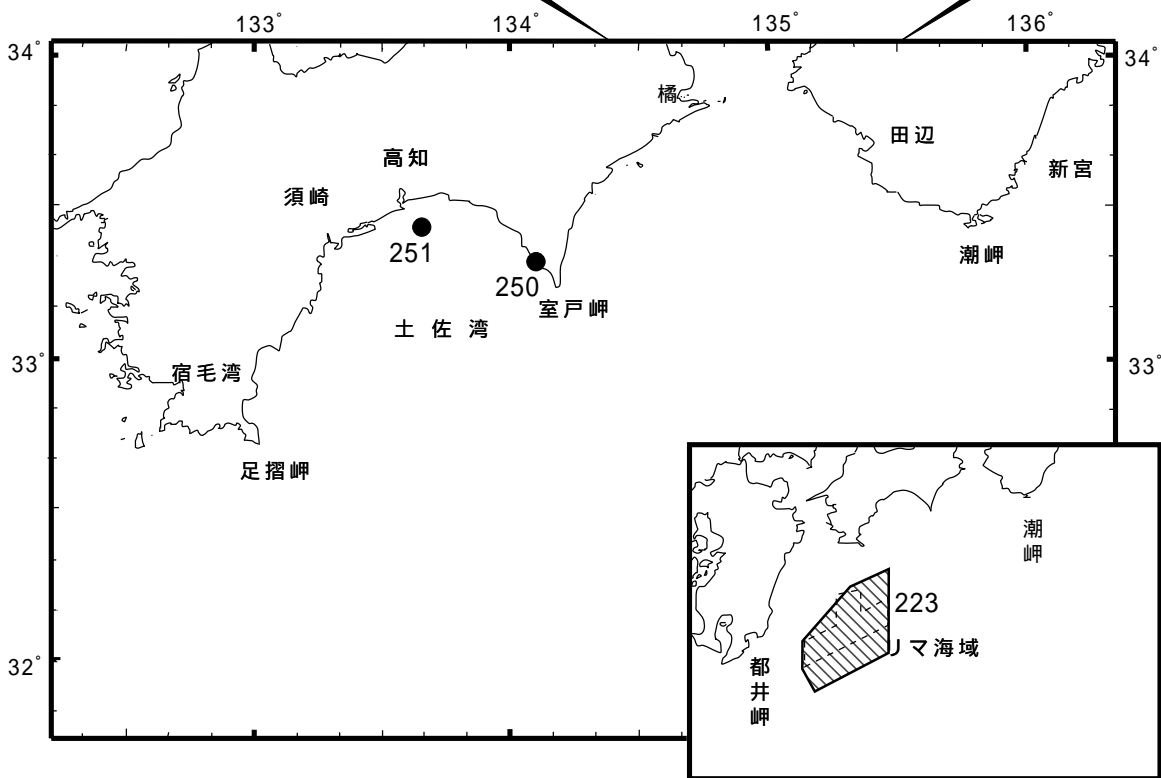 133° 134° 135° 136°
34° 34°
橘
高知
田辺
新宮
須崎
251
潮岬
250
室戸岬
土佐湾
33° 33°
宿毛湾
足摺岬
潮岬
223
リマ海域
都井岬
32°